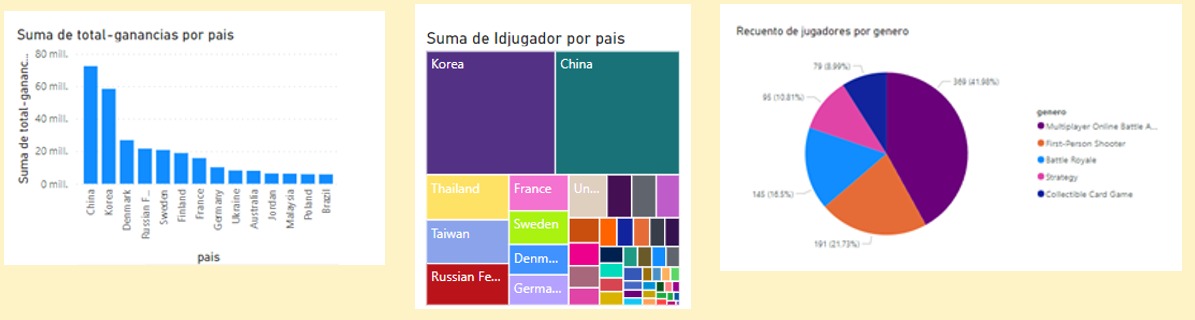 Suma de total-ganancias por pais
Suma de total-gananc...
80 mill.
60 mill.
40 mill.
20 mill.
0 mill.
China
Korea
Denmark
Russian F...
Sweden
Finland
France
Germany
Ukraine
Australia
Jordan
Malaysia
Poland
Brazil
pais
Suma de Idjugador por pais
Korea
China
Thailand
Taiwan
Russian Fe...
France
Sweden
Denm...
Germa...
Un...
Recuento de jugadores por genero
79 (8.99%)
95 (10.81%)
145 (16.5%)
191 (21.73%)
369 (41.98%)
genero
Multiplayer Online Battle A...
First-Person Shooter
Battle Royale
Strategy
Collectible Card Game